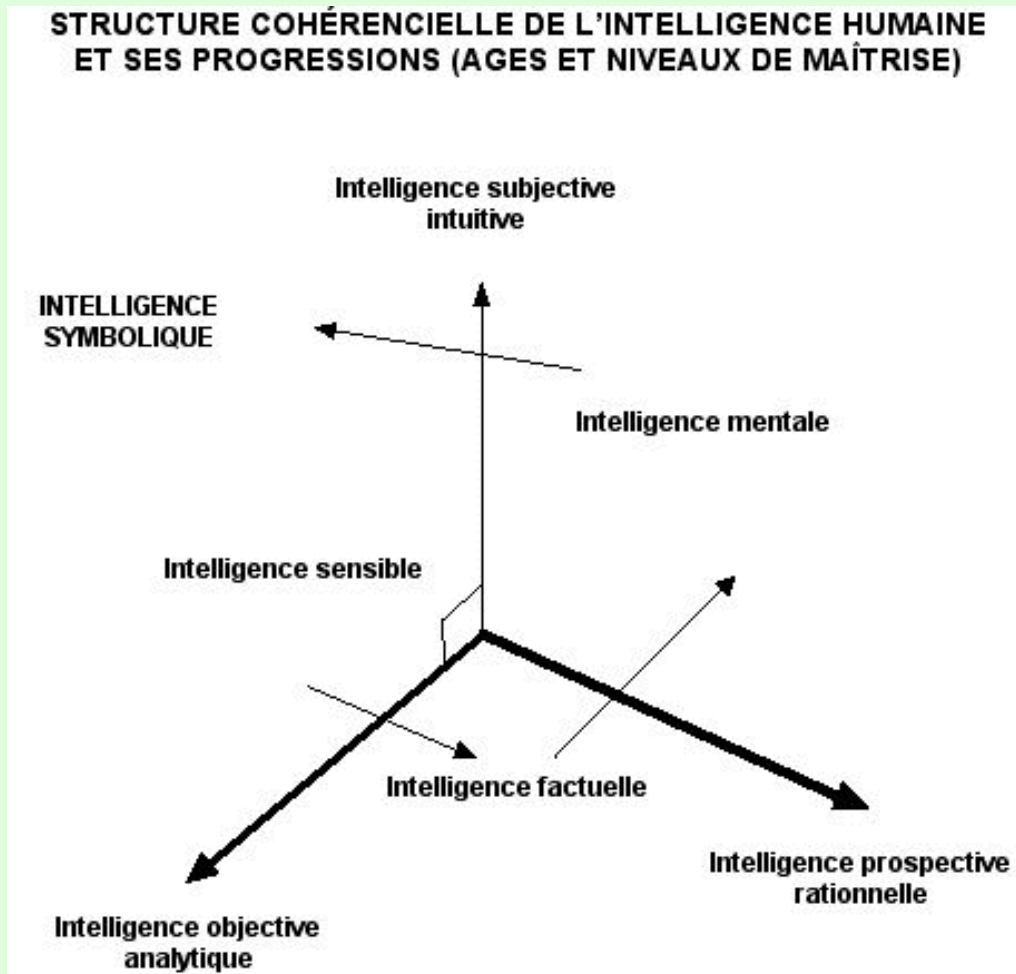 STRUCTURE COHÉRENCIELLE DE L'INTELLIGENCE HUMAINE
ET SES PROGRESSIONS (AGES ET NIVEAUX DE MAÎTRISE)
Intelligence subjective
intuitive
INTELLIGENCE
SYMBOLIQUE
Intelligence mentale
Intelligence sensible
Intelligence factuelle
Intelligence prospective
rationnelle
Intelligence objective
analytique